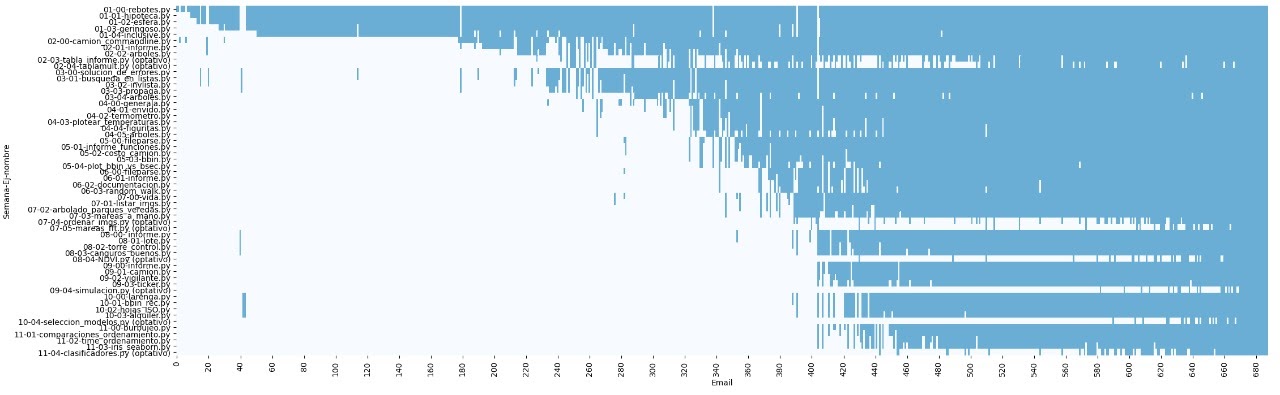 Semana-Ej-nombre
01-00-rebotes.py
01-01-hipoteca.py
01-02-esfera.py
01-03-geringoso.py
01-04-inclusive.py
02-00-camion_commandline.py
02-01-informe.py
02-02-arboles.py
02-03-tabla_informe.py (optativo)
02-04-tablamult.py (optativo)
03-00-solucion_de_errores.py
03-01-busqueda_en_listas.py
03-02-invlista.py
03-03-propaga.py
03-04-arboles.py
04-00-generala.py
04-01-envido.py
04-02-termometro.py
04-03-plotear_temperaturas.py
04-04-figuritas.py
04-05-arboles.py
05-00-fileparse.py
05-01-informe_funciones.py
05-02-costo_camion.py
05-03-bbin.py
05-04-plot_bbin_vs_bsec.py
06-00-fileparse.py
06-01-informe.py
06-02-documentacion.py
06-03-random_walk.py
07-00-vida.py
07-01-listar_imgs.py
07-02-arbolado_parques_veredas.py
07-03-mareas_a_mano.py
07-04-ordenar_imgs.py (optativo)
07-05-mareas_fft.py (optativo)
08-00-informe.py
08-01-lote.py
08-02-torre_control.py
08-03-canguros_buenos.py
08-04-NDVI.py (optativo)
09-00-informe.py
09-01-camion.py
09-02-vigilante.py
09-03-ticker.py
09-04-simulacion.py (optativo)
10-00-larenga.py
10-01-bbin_rec.py
10-02-hojas_ISO.py
10-03-alquiler.py
10-04-seleccion_modelos.py (optativo)
11-00-burbujeo.py
11-01-comparaciones_ordenamiento.py
11-02-time_ordenamiento.py
11-03-iris_seaborn.py
11-04-clasificadores.py (optativo)
0 20 40 60 80 100 120 140 160 180 200 220 240 260 280 300 320 340 360 380 400 420 440 460 480 500 520 540 560 580 600 620 640 660 680
Email